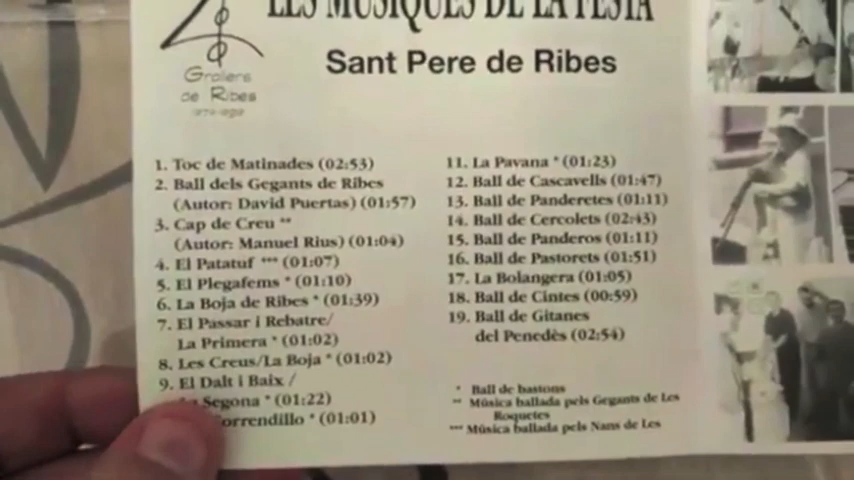 LES MÚSIQUES DE LA FESTA
Sant Pere de Ribes
Grallers
de Ribes
1. Toc de Matinades (02:53)
2. Ball dels Gegants de Ribes
(Autor: David Puertas) (01:57)
3. Cap de Creu **
(Autor: Manuel Rius) (01:04)
4. El Patatuf *** (01:07)
5. El Plegafems * (01:10)
6. La Boja de Ribes * (01:39)
7. El Passar i Rebatre/
La Primera * (01:02)
8. Les Creus/La Boja * (01:02)
9. El Dalt i Baix /
Segona * (01:22)
Correndillo * (01:01)
11. La Pavana * (01:23)
12. Ball de Cascavells (01:47)
13. Ball de Panderetes (01:11)
14. Ball de Cercolets (02:43)
15. Ball de Panderos (01:11)
16. Ball de Pastorets (01:51)
17. La Bolangera (01:05)
18. Ball de Cintes (00:59)
19. Ball de Gitanes
del Penedès (02:54)
* Ball de bastons
** Música ballada pels Gegants de Les
Roquetes
*** Música ballada pels Nans de Les